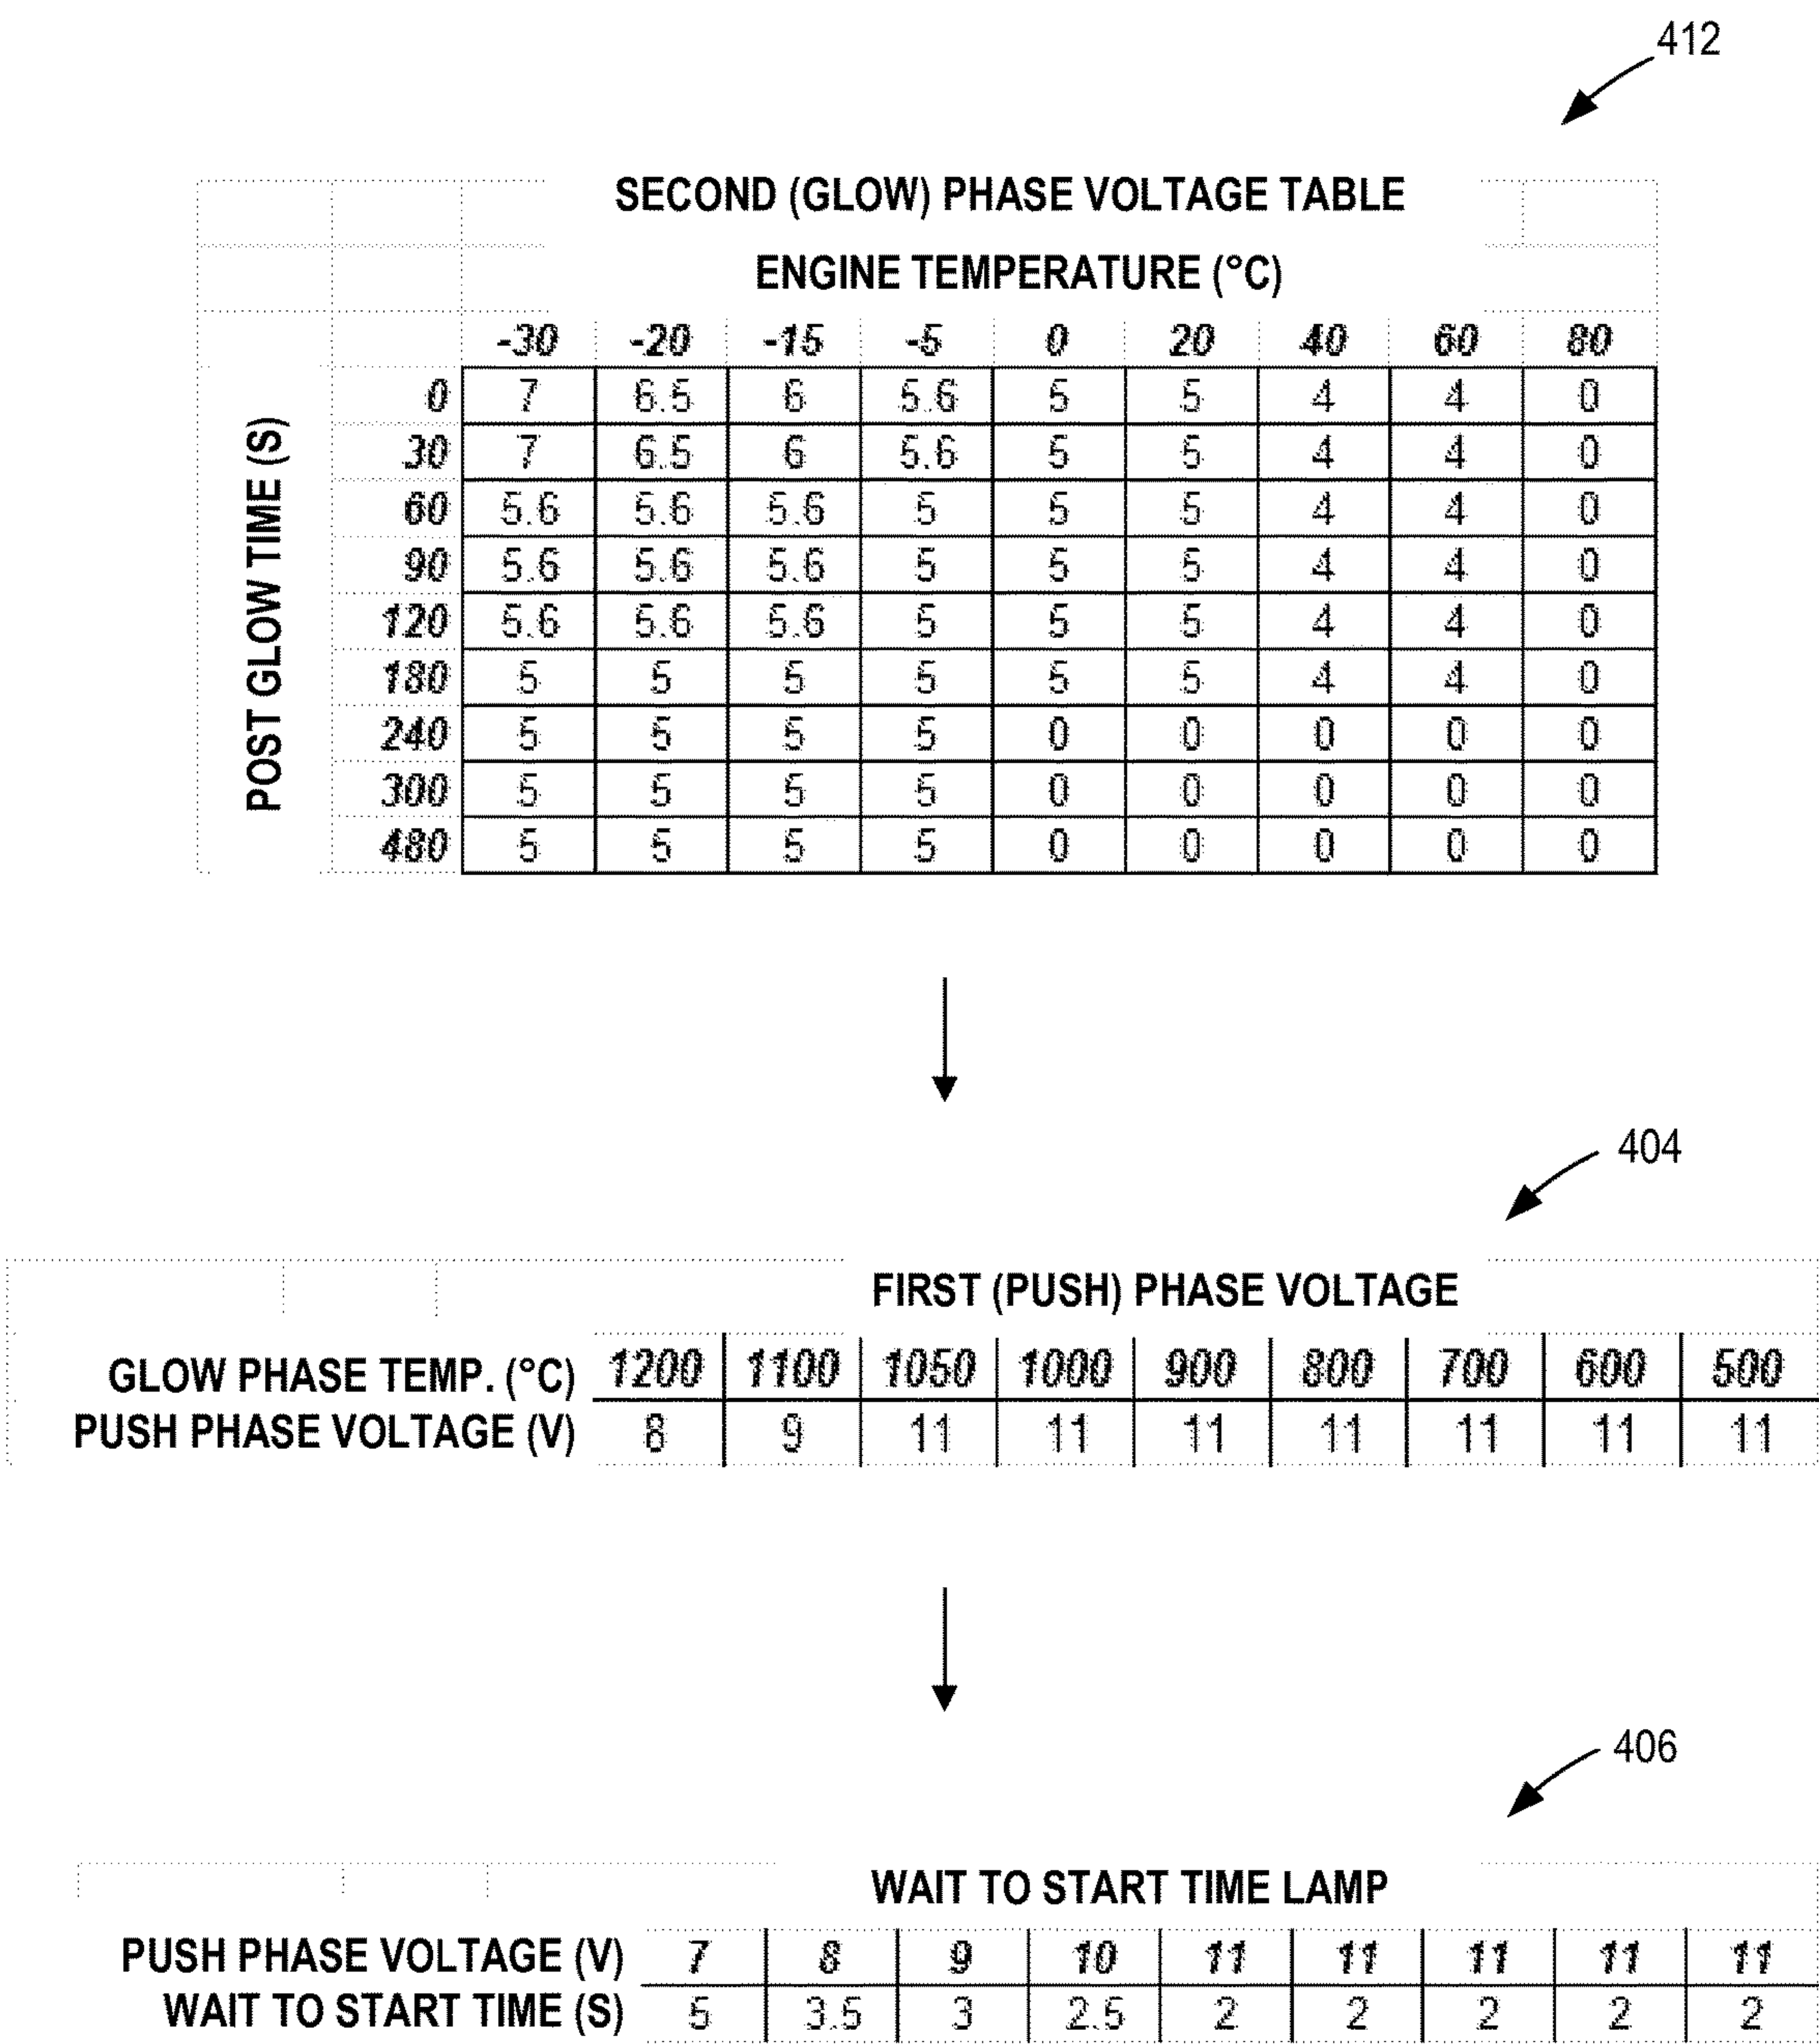 412
SECOND (GLOW) PHASE VOLTAGE TABLE
ENGINE TEMPERATURE (°C)
-30 -20 -15 -5 0 20 40 60 80
POST GLOW TIME (S)
0 7 6.5 6 5.6 5 5 4 4 0
30 7 6.5 6 5.6 5 5 4 4 0
60 5.6 5.6 5.6 5 5 5 4 4 0
90 5.6 5.6 5.6 5 5 5 4 4 0
120 5.6 5.6 5.6 5 5 5 4 4 0
180 5 5 5 5 5 5 4 4 0
240 5 5 5 5 0 0 0 0 0
300 5 5 5 5 0 0 0 0 0
480 5 5 5 5 0 0 0 0 0
404
FIRST (PUSH) PHASE VOLTAGE
GLOW PHASE TEMP. (°C) 1200 1100 1050 1000 900 800 700 600 500
PUSH PHASE VOLTAGE (V) 8 9 11 11 11 11 11 11 11
406
WAIT TO START TIME LAMP
PUSH PHASE VOLTAGE (V) 7 8 9 10 11 11 11 11 11
WAIT TO START TIME (S) 5 3.5 3 2.5 2 2 2 2 2